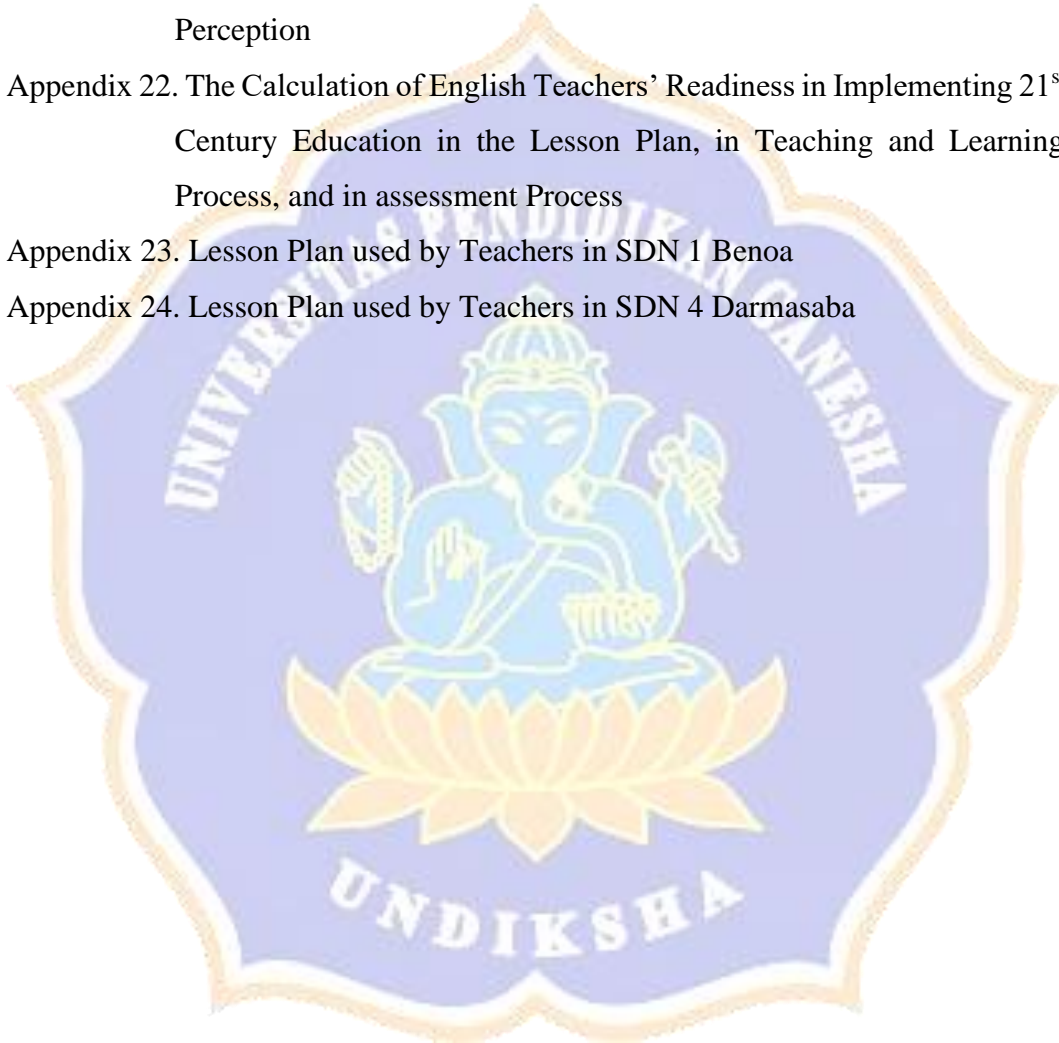 Perception
Appendix 22. The Calculation of English Teachers’ Readiness in Implementing 21s
Century Education in the Lesson Plan, in Teaching and Learning
Process, and in assessment Process
Appendix 23. Lesson Plan used by Teachers in SDN 1 Benoa
Appendix 24. Lesson Plan used by Teachers in SDN 4 Darmasaba
UNIVERSITAS PENDIDIKAN GANESHA
UNDIKSHA